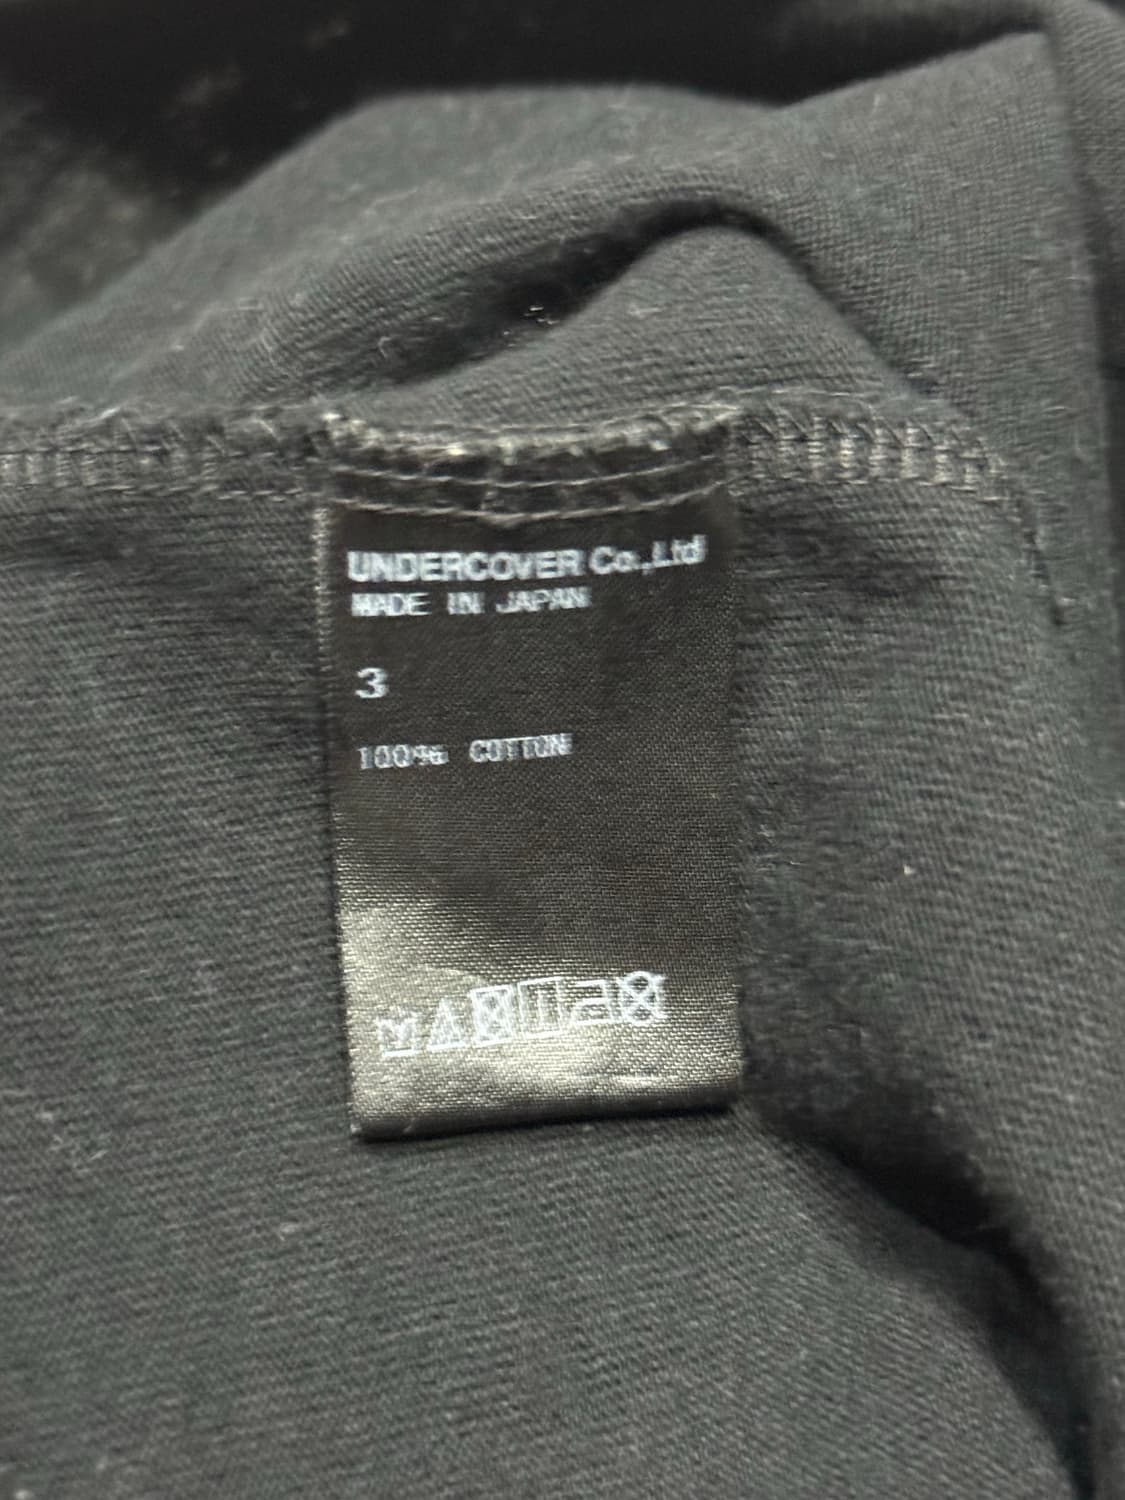 UNDERCOVER Co.,Ltd
MADE IN JAPAN
3
100% COTTON